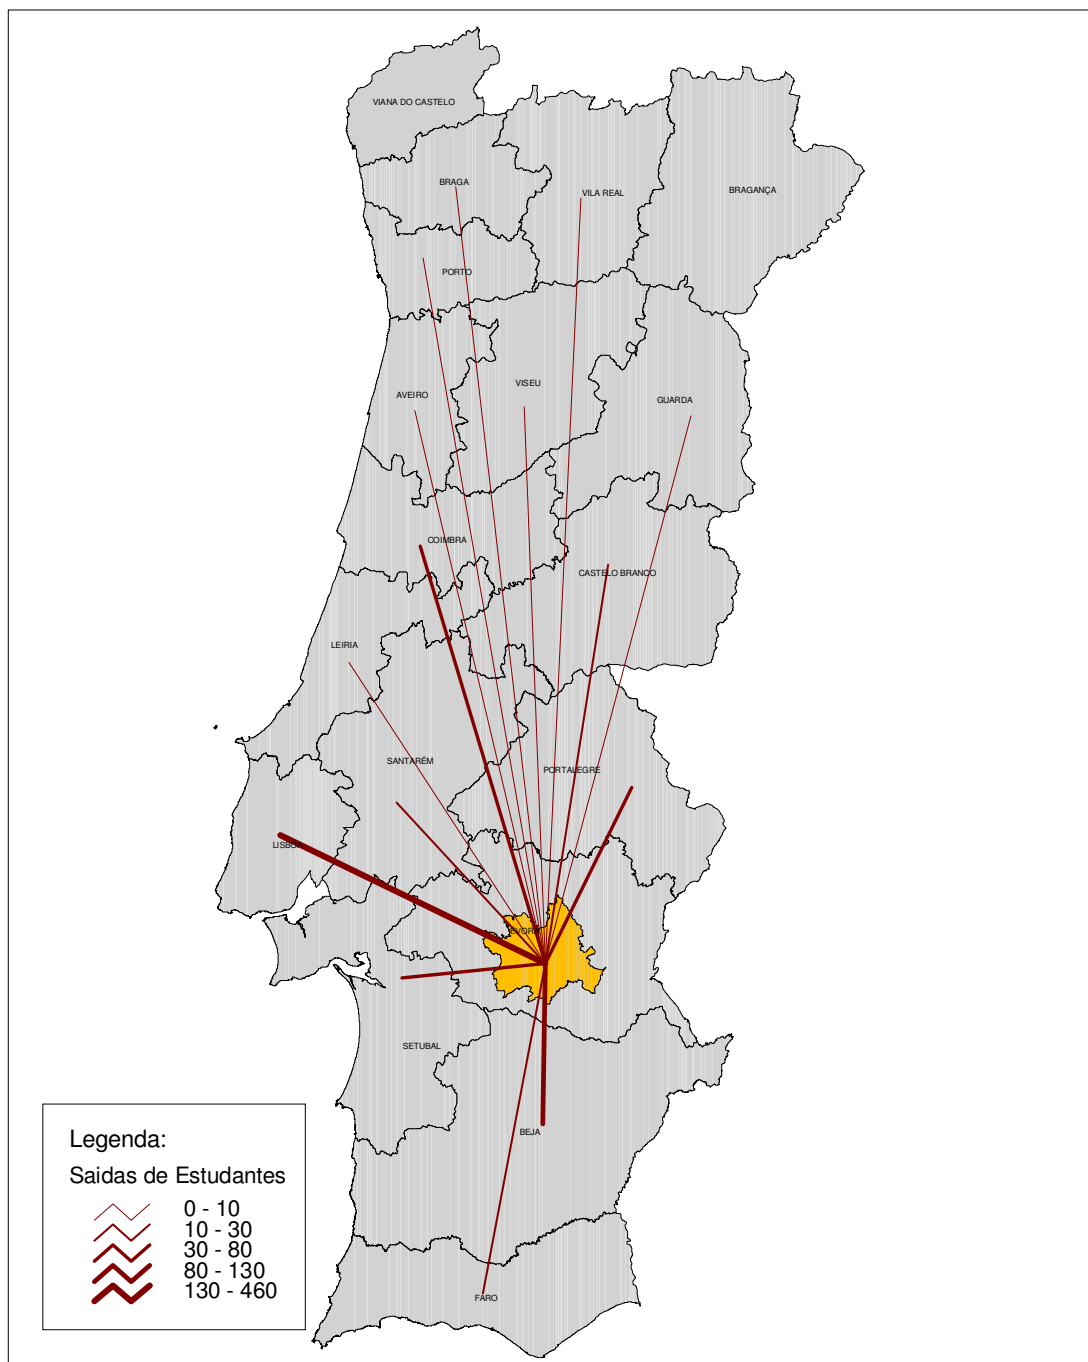 VIANA DO CASTELO
BRAGA
VILA REAL
BRAGANÇA
PORTO
VISEU
AVEIRO
GUARDA
COIMBRA
CASTELO BRANCO
LEIRIA
SANTARÉM
PORTALEGRE
LISBOA
ÉVORA
SETUBAL
BEJA
FARO
Legenda:
Saidas de Estudantes
0 - 10
10 - 30
30 - 80
80 - 130
130 - 460